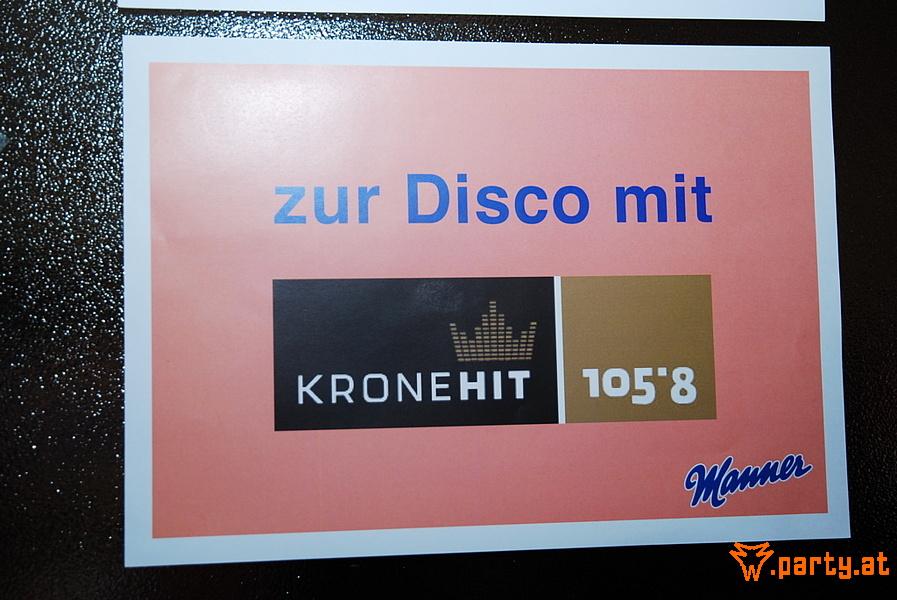 zur Disco mit
KRONEHIT 105.8
Manner
.party.at